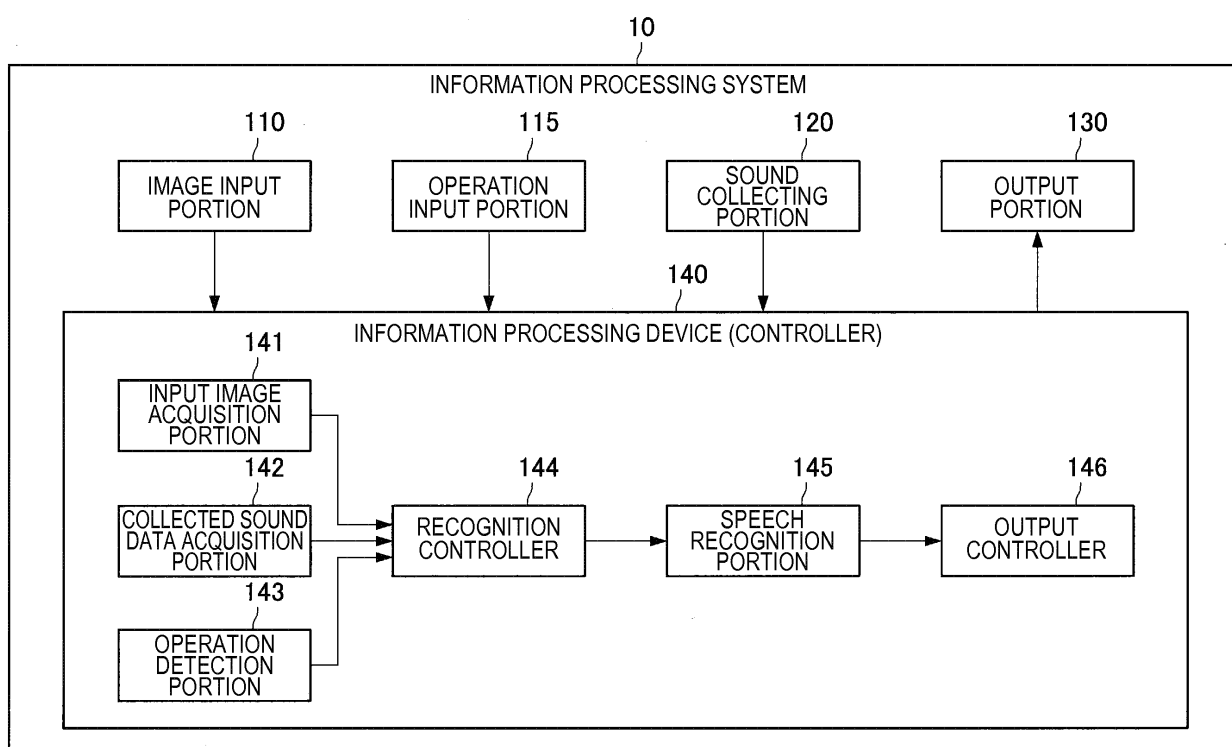 10
INFORMATION PROCESSING SYSTEM
110
IMAGE INPUT
PORTION
115
OPERATION
INPUT PORTION
120
SOUND
COLLECTING
PORTION
130
OUTPUT
PORTION
140
INFORMATION PROCESSING DEVICE (CONTROLLER)
141
INPUT IMAGE
ACQUISITION
PORTION
142
COLLECTED SOUND
DATA ACQUISITION
PORTION
143
OPERATION
DETECTION
PORTION
144
RECOGNITION
CONTROLLER
145
SPEECH
RECOGNITION
PORTION
146
OUTPUT
CONTROLLER